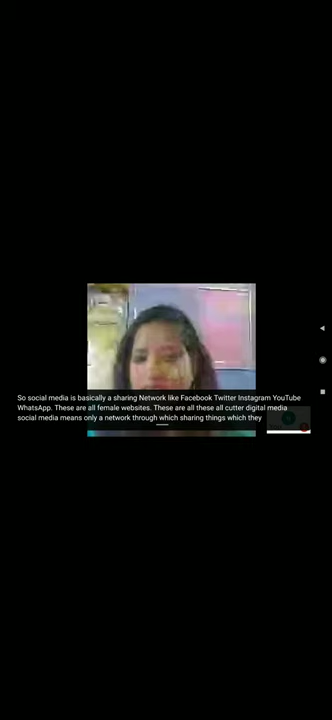 So social media is basically a sharing Network like Facebook Twitter Instagram YouTube
WhatsApp. These are all female websites. These are all these all cutter digital media
social media means only a network through which sharing things which they